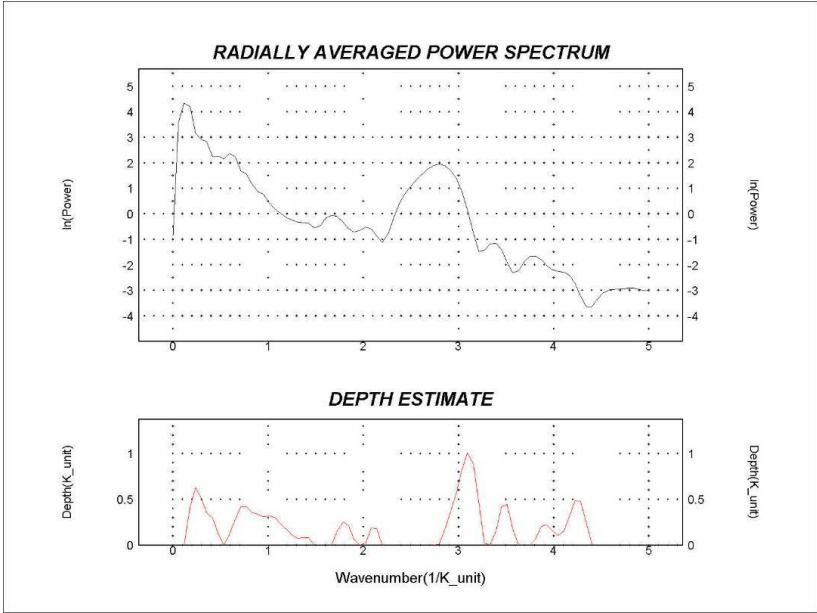 RADIALLY AVERAGED POWER SPECTRUM
5 5
4 4
3 3
2 2
1 1
0 0
-1 -1
-2 -2
-3 -3
-4 -4
ln(Power) ln(Power)
0 1 2 3 4 5
DEPTH ESTIMATE
1 1
0.5 0.5
0 0
Depth(K_unit) Depth(K_unit)
0 1 2 3 4 5
Wavenumber(1/K_unit)